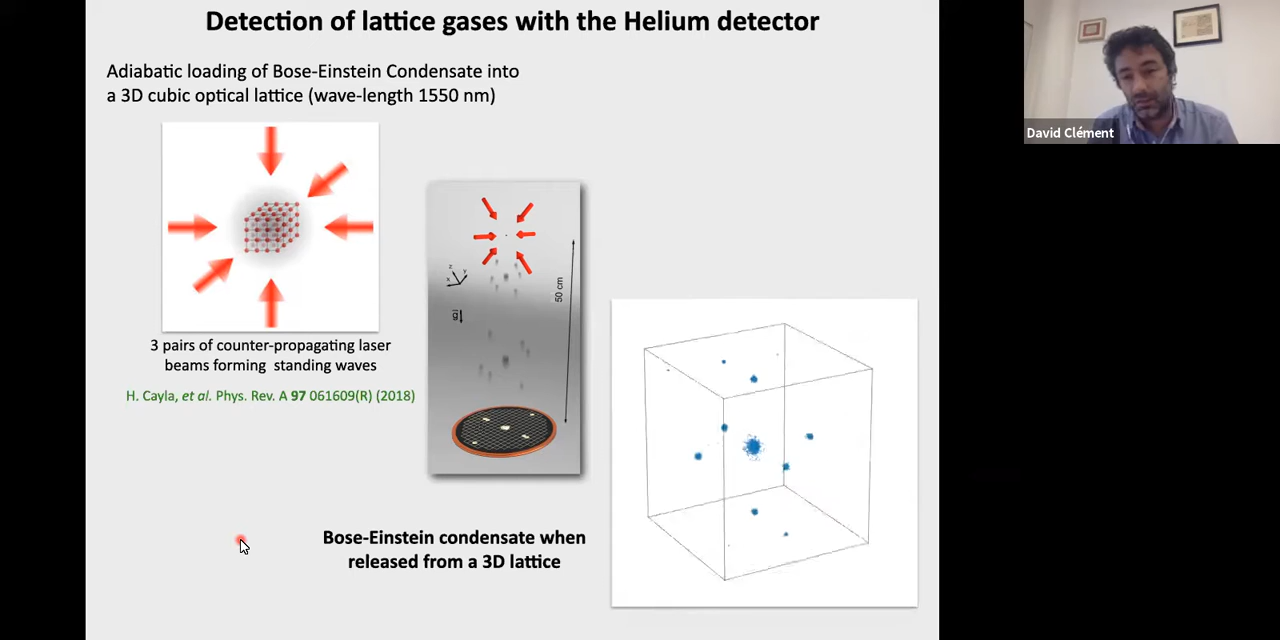 Detection of lattice gases with the Helium detector
Adiabatic loading of Bose-Einstein Condensate into
a 3D cubic optical lattice (wave-length 1550 nm)
3 pairs of counter-propagating laser
beams forming standing waves
H. Cayla, et al. Phys. Rev. A 97 061609(R) (2018)
z
y
x
g
50 cm
Bose-Einstein condensate when
released from a 3D lattice
David Clément